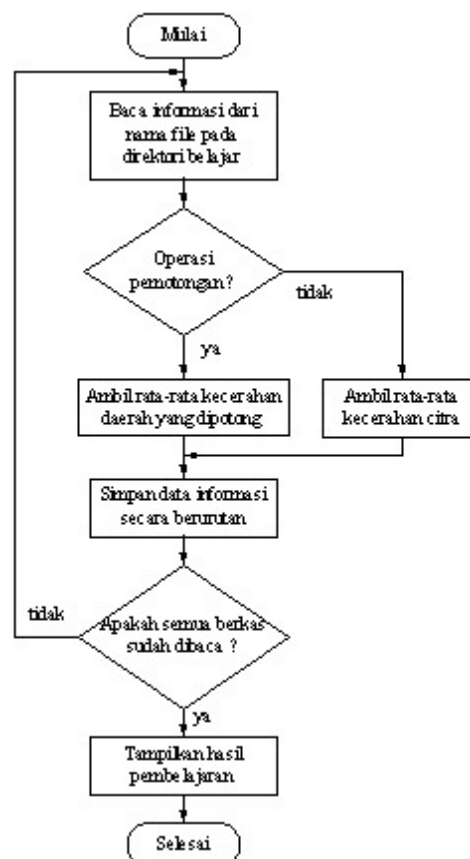 Mulai
Baca informasi dari
nama file pada
direktori belajar
Operasi
pemotongan?
tidak
ya
Ambil rata-rata kecerahan
daerah yang dipotong
Ambil rata-rata
kecerahan citra
Simpan data informasi
secara berurutan
tidak
Apakah semua berkas
sudah dibaca ?
ya
Tampilkan hasil
pembelajaran
Selesai